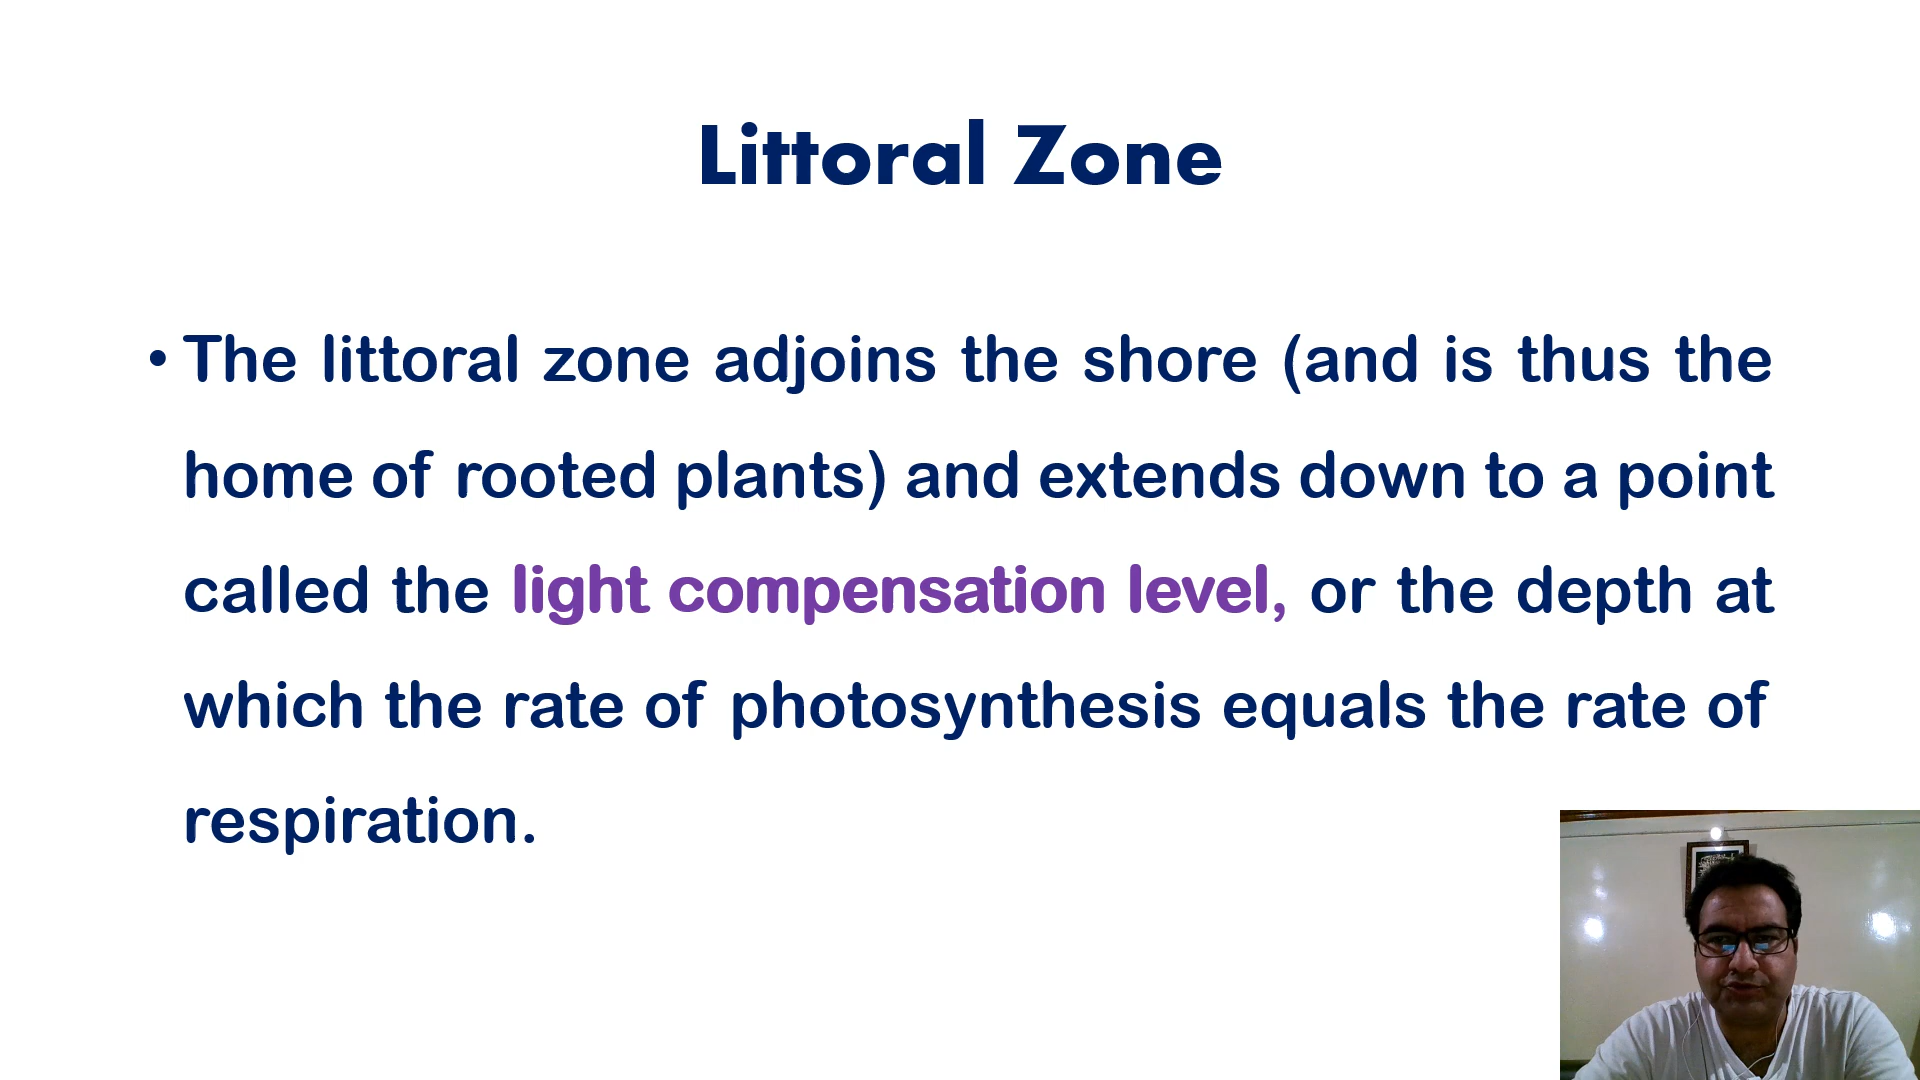 Littoral Zone
• The littoral zone adjoins the shore (and is thus the
home of rooted plants) and extends down to a point
called the light compensation level, or the depth at
which the rate of photosynthesis equals the rate of
respiration.